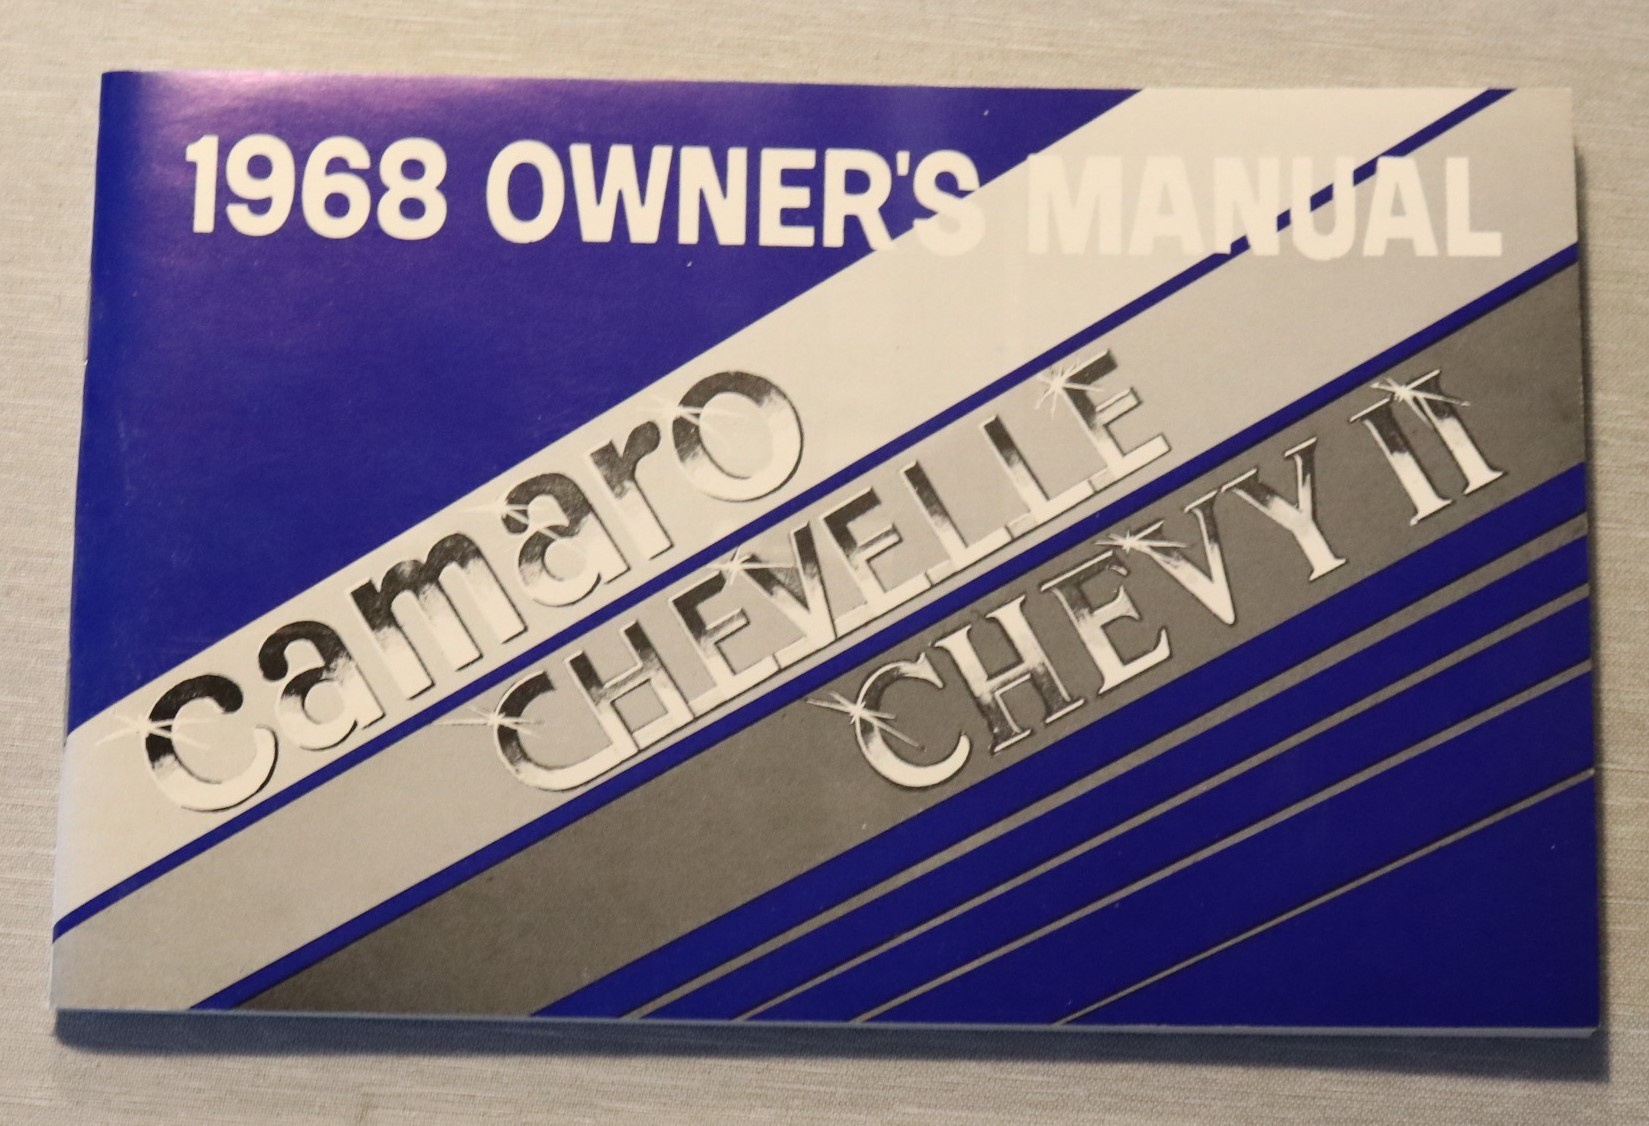 1968 OWNER'S MANUAL
camaro
CHEVELLE
CHEVY II